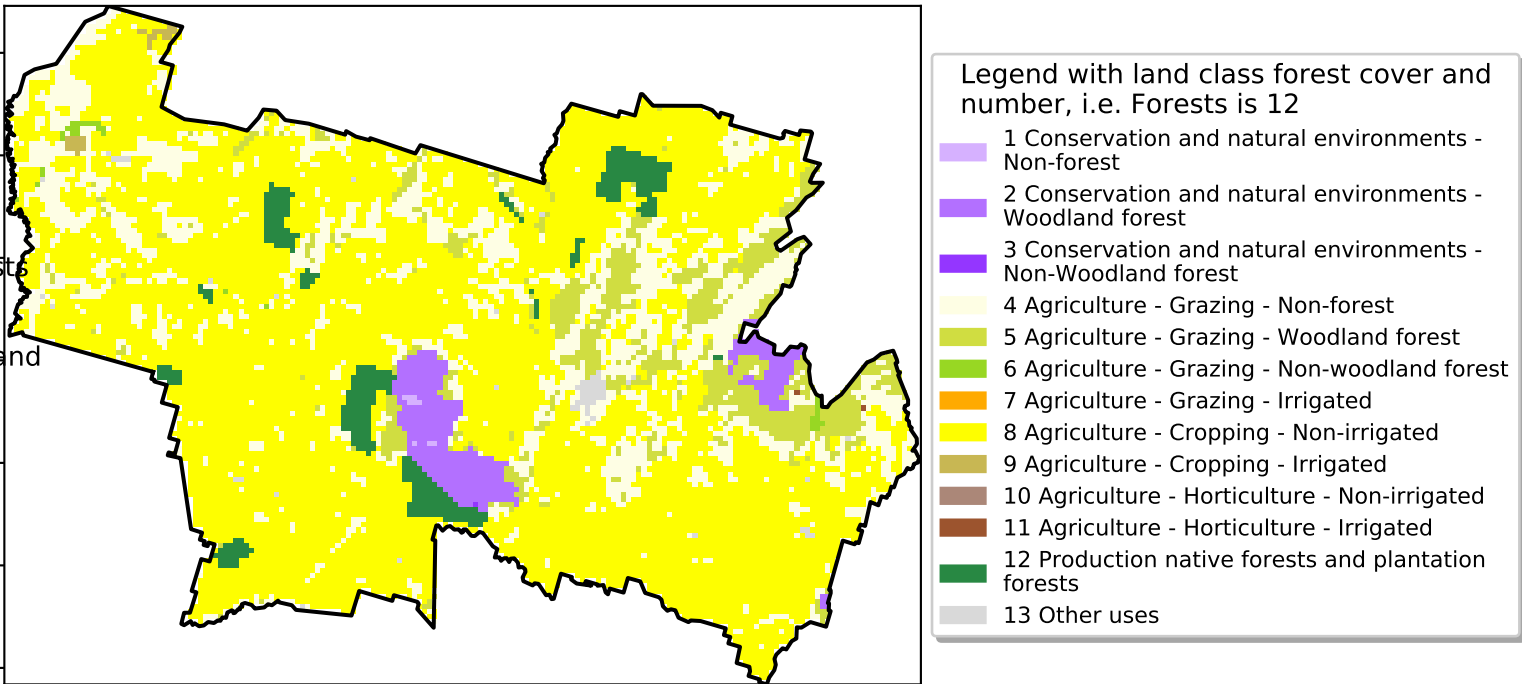 sts
and
Legend with land class forest cover and
number, i.e. Forests is 12
1 Conservation and natural environments -
Non-forest
2 Conservation and natural environments -
Woodland forest
3 Conservation and natural environments -
Non-Woodland forest
4 Agriculture - Grazing - Non-forest
5 Agriculture - Grazing - Woodland forest
6 Agriculture - Grazing - Non-woodland forest
7 Agriculture - Grazing - Irrigated
8 Agriculture - Cropping - Non-irrigated
9 Agriculture - Cropping - Irrigated
10 Agriculture - Horticulture - Non-irrigated
11 Agriculture - Horticulture - Irrigated
12 Production native forests and plantation
forests
13 Other uses